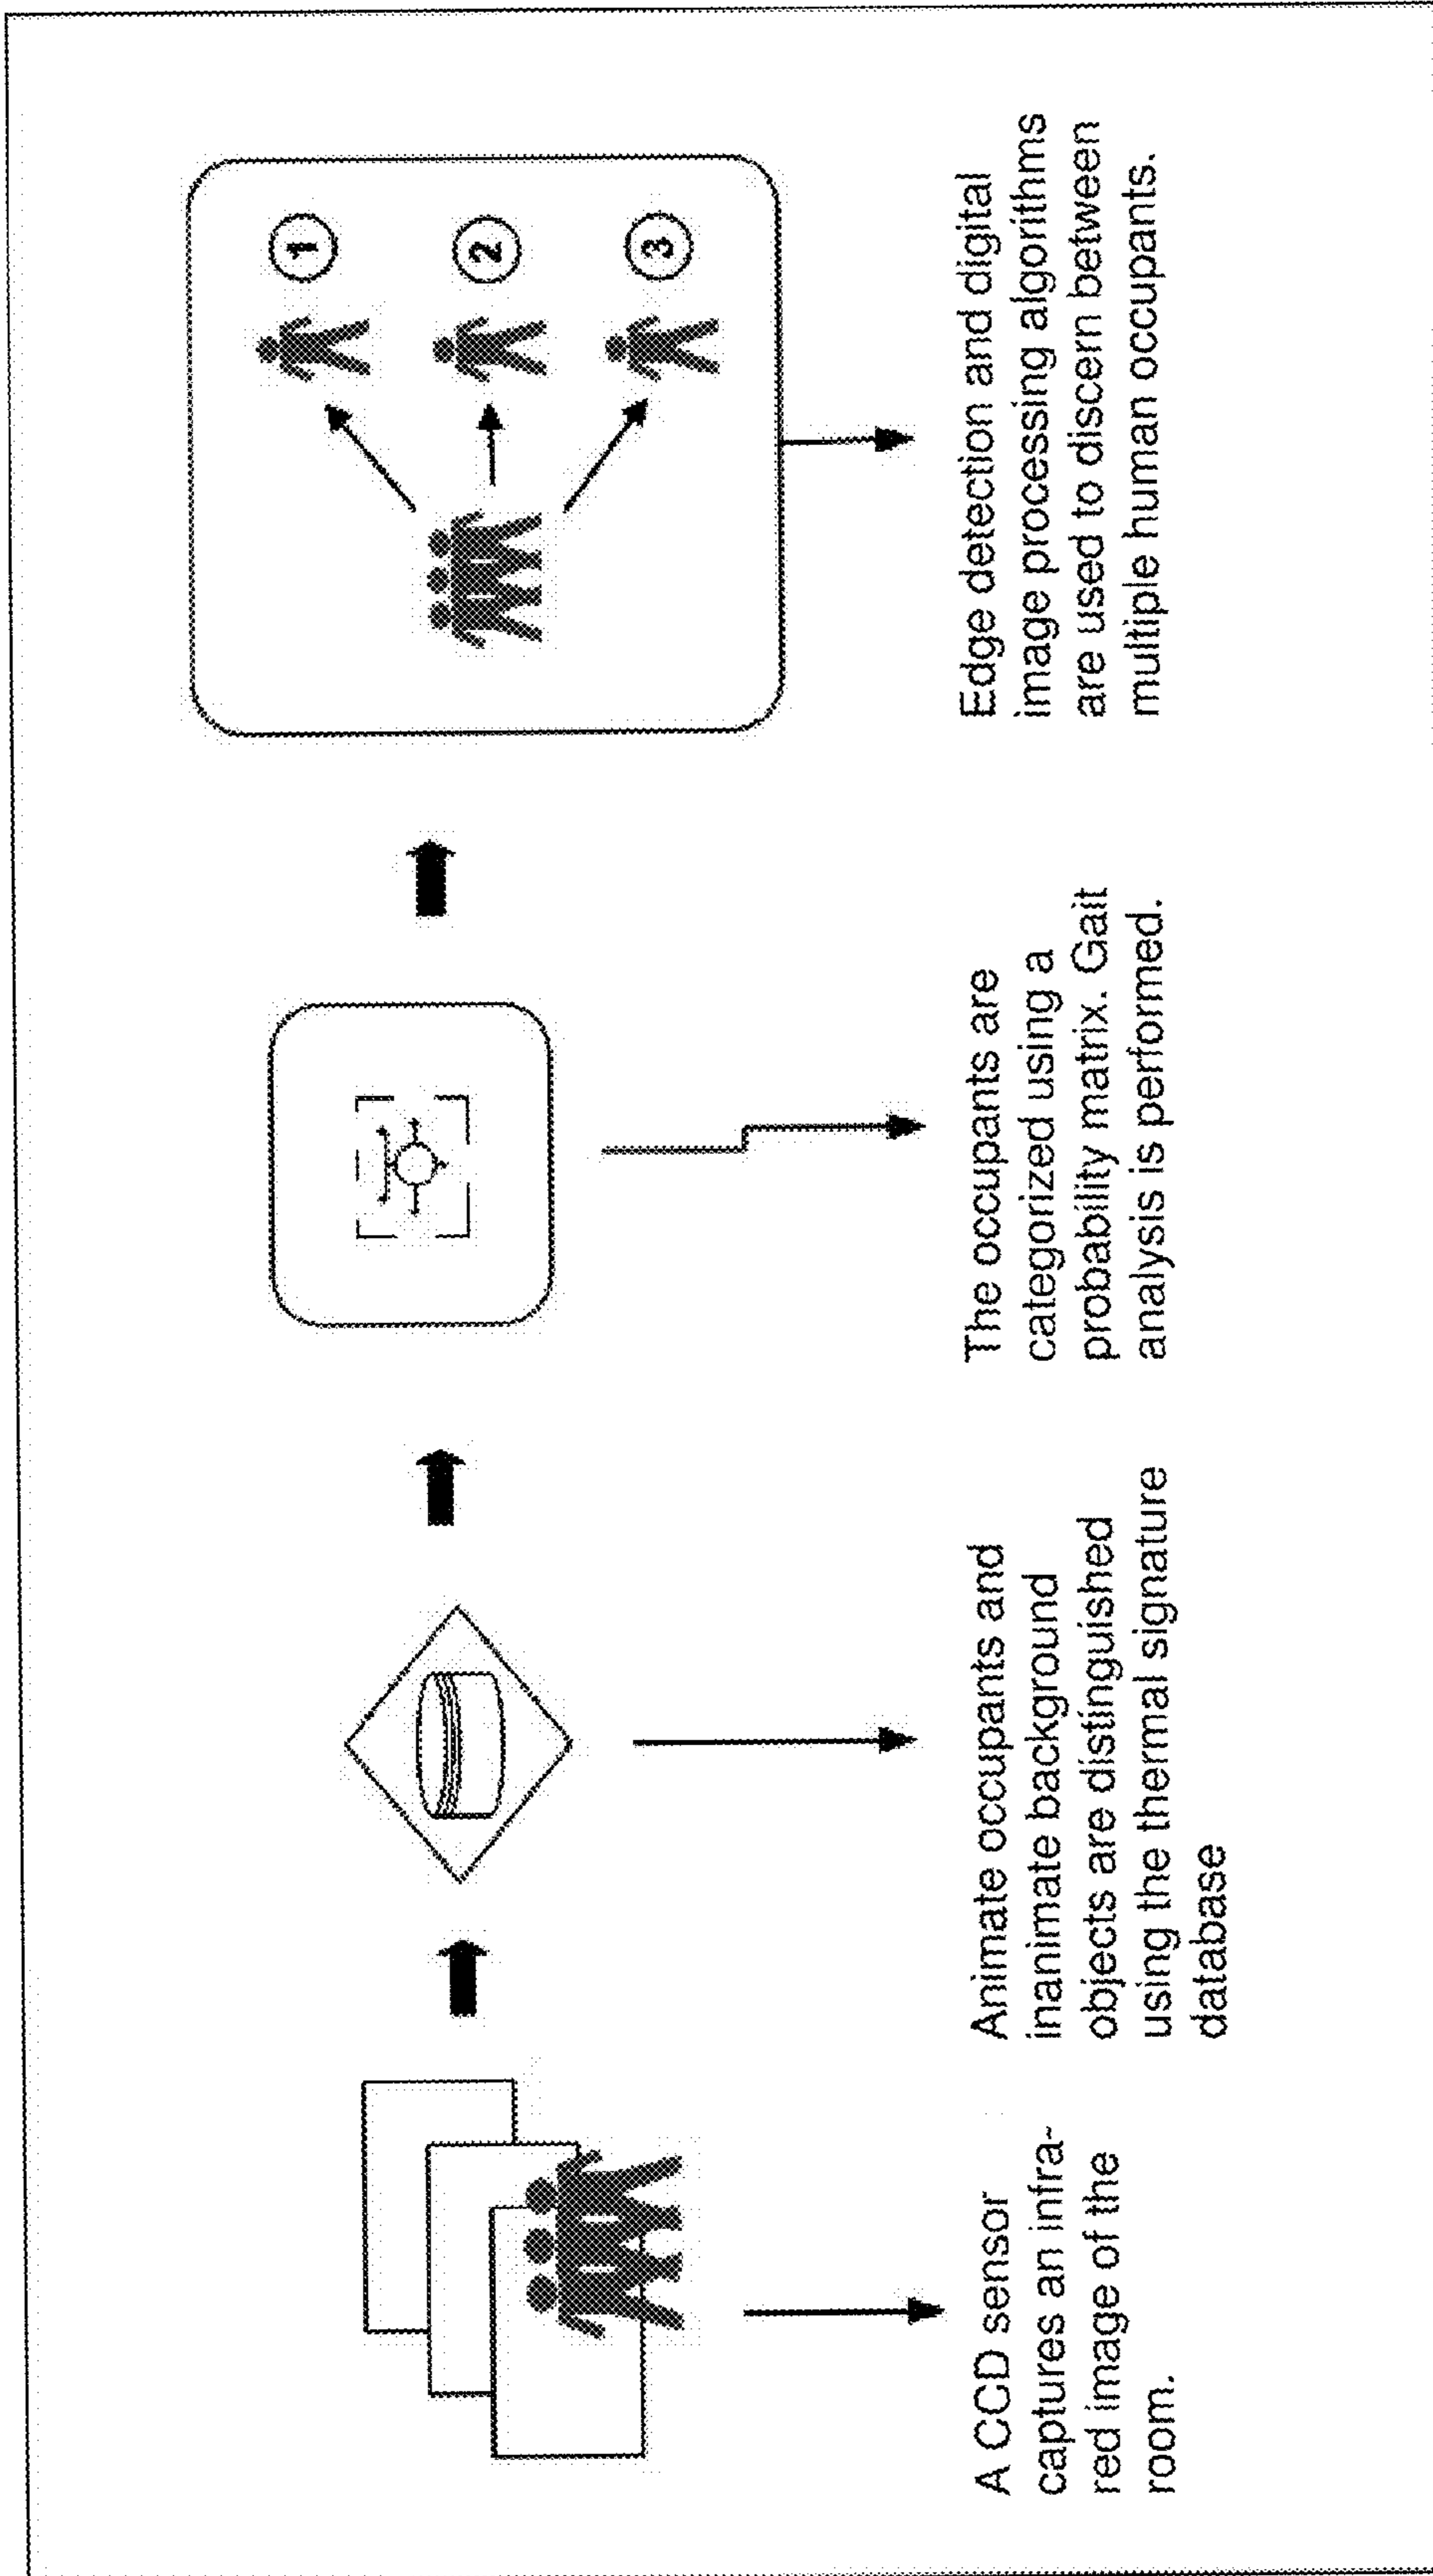 1
2
3
A CCD sensor
captures an infra-
red image of the
room.
Animate occupants and
inanimate background
objects are distinguished
using the thermal signature
database
The occupants are
categorized using a
probability matrix. Gait
analysis is performed.
Edge detection and digital
image processing algorithms
are used to discern between
multiple human occupants.